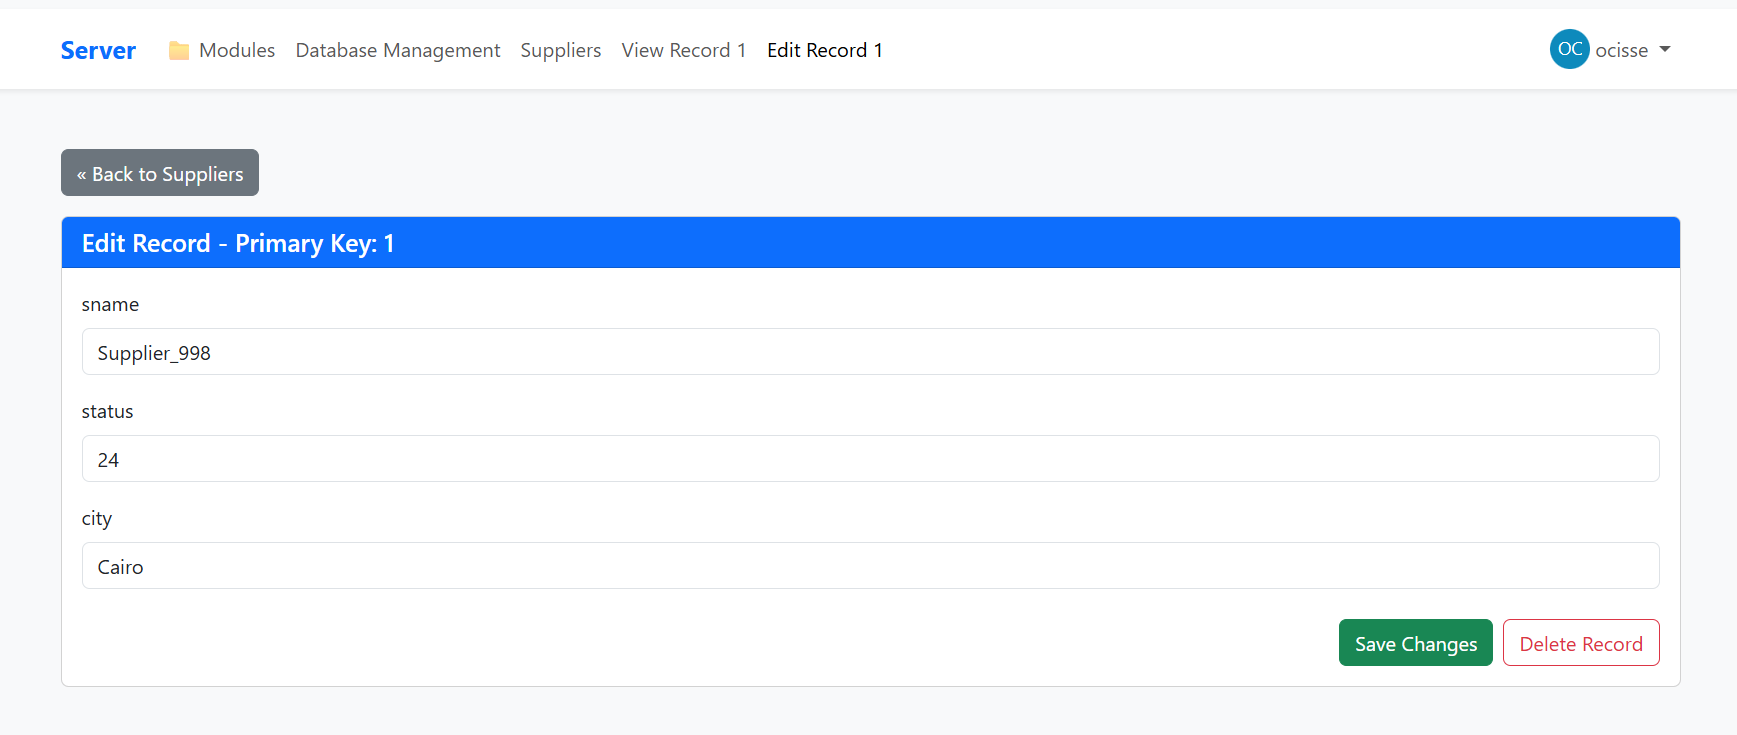 Server Modules Database Management Suppliers View Record 1 Edit Record 1 OC ocisse
« Back to Suppliers
Edit Record - Primary Key: 1
sname
Supplier_998
status
24
city
Cairo
Save Changes Delete Record